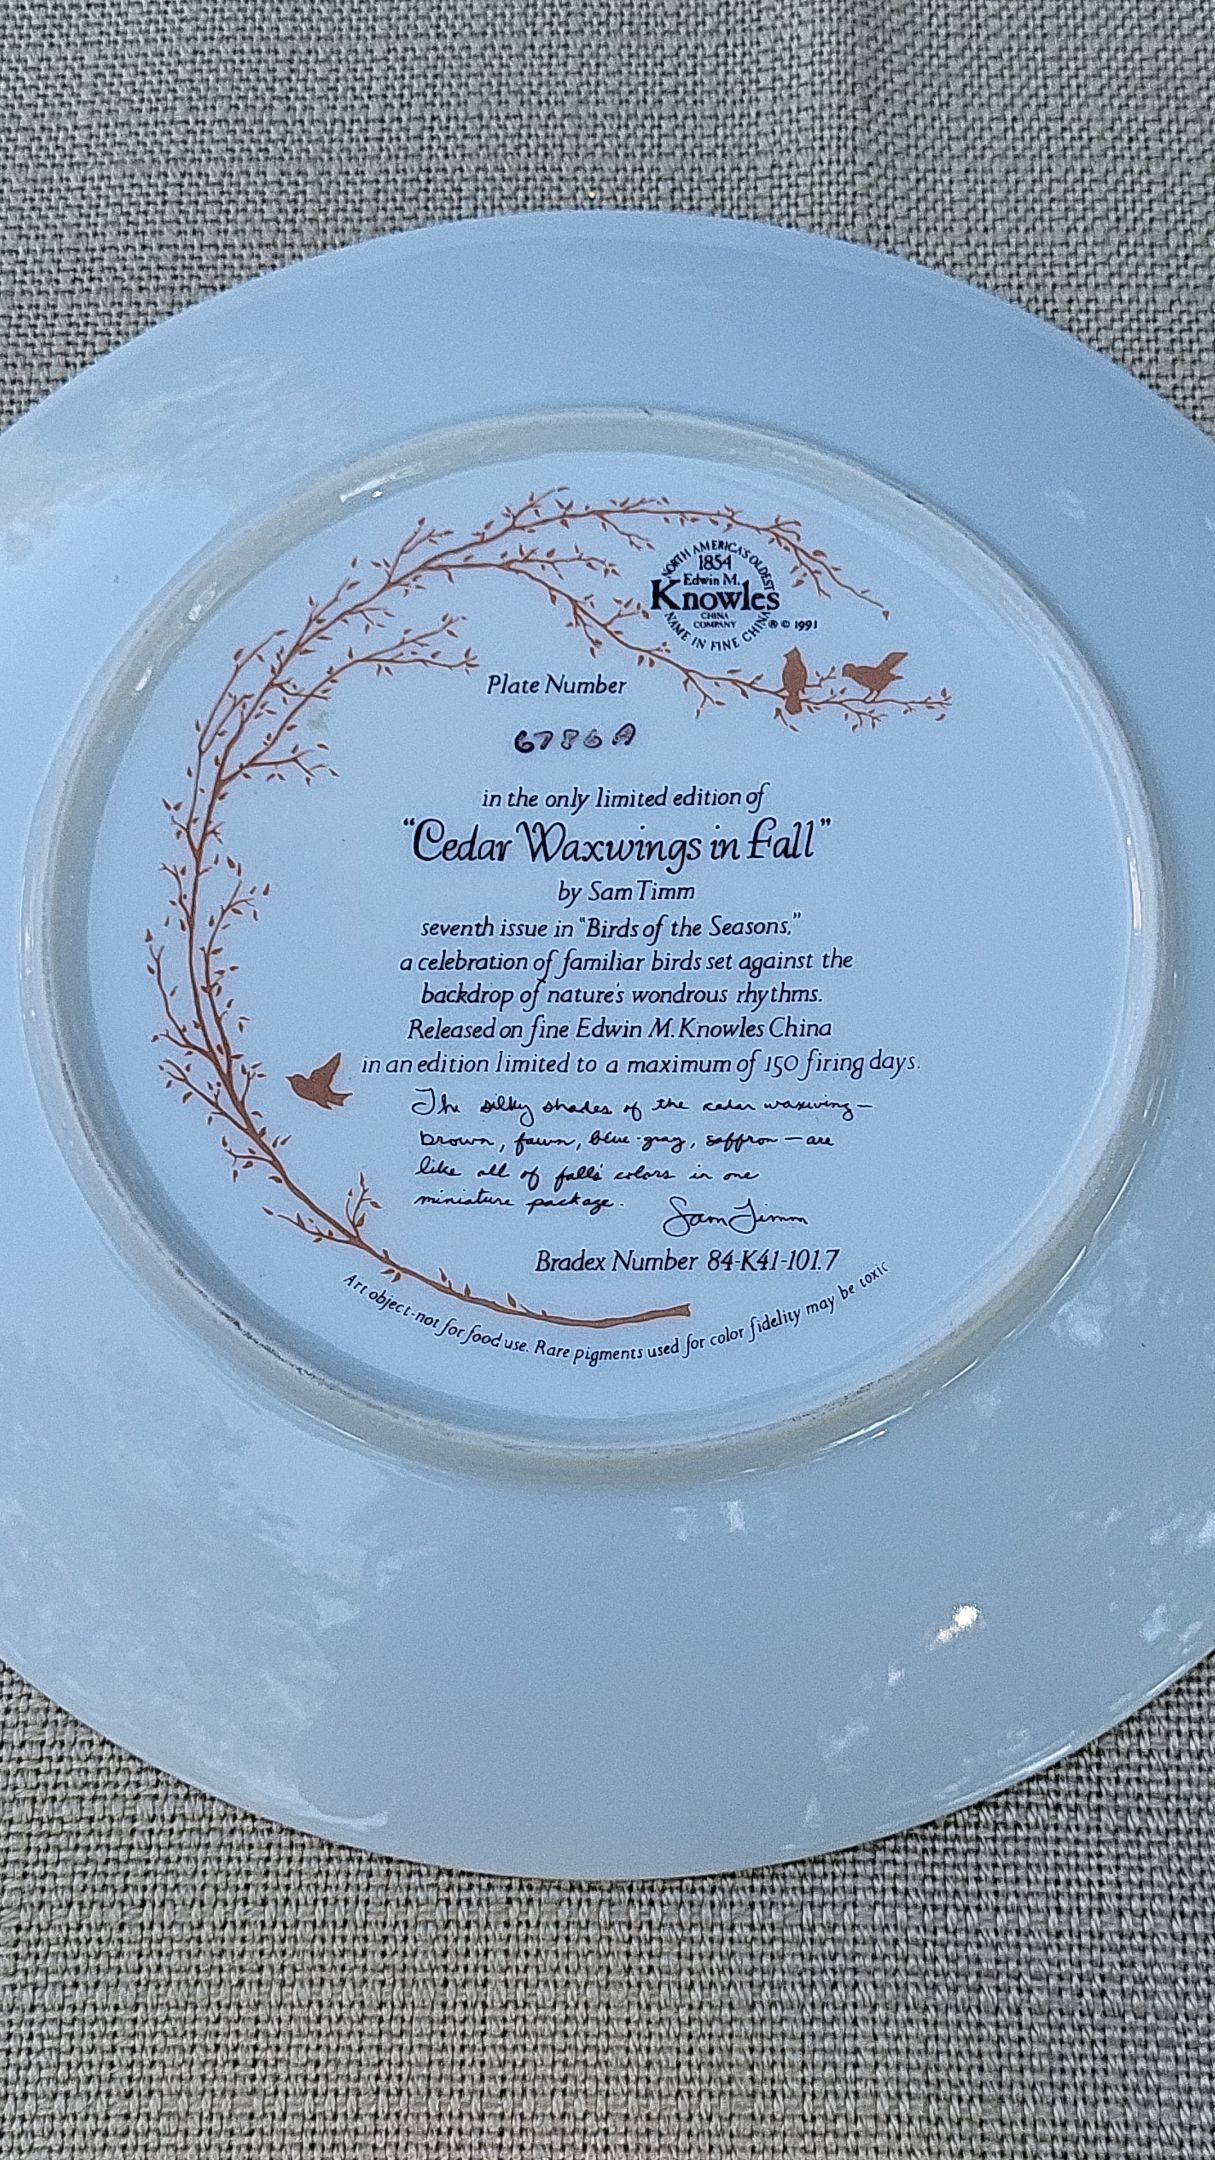 NORTH AMERICA'S OLDEST
1854
Edwin M.
Knowles
CHINA
COMPANY
NAME IN FINE CHINA
® © 1991
Plate Number
6786A
in the only limited edition of
“Cedar Waxwings in Fall”
by Sam Timm
seventh issue in “Birds of the Seasons,”
a celebration of familiar birds set against the
backdrop of nature's wondrous rhythms.
Released on fine Edwin M. Knowles China
in an edition limited to a maximum of 150 firing days.
The silky shades of the cedar waxwing—
brown, fawn, blue-gray, saffron—are
like all of fall's colors in one
miniature package.
Sam Timm
Bradex Number 84-K41-101.7
Art object-not for food use. Rare pigments used for color fidelity may be toxic